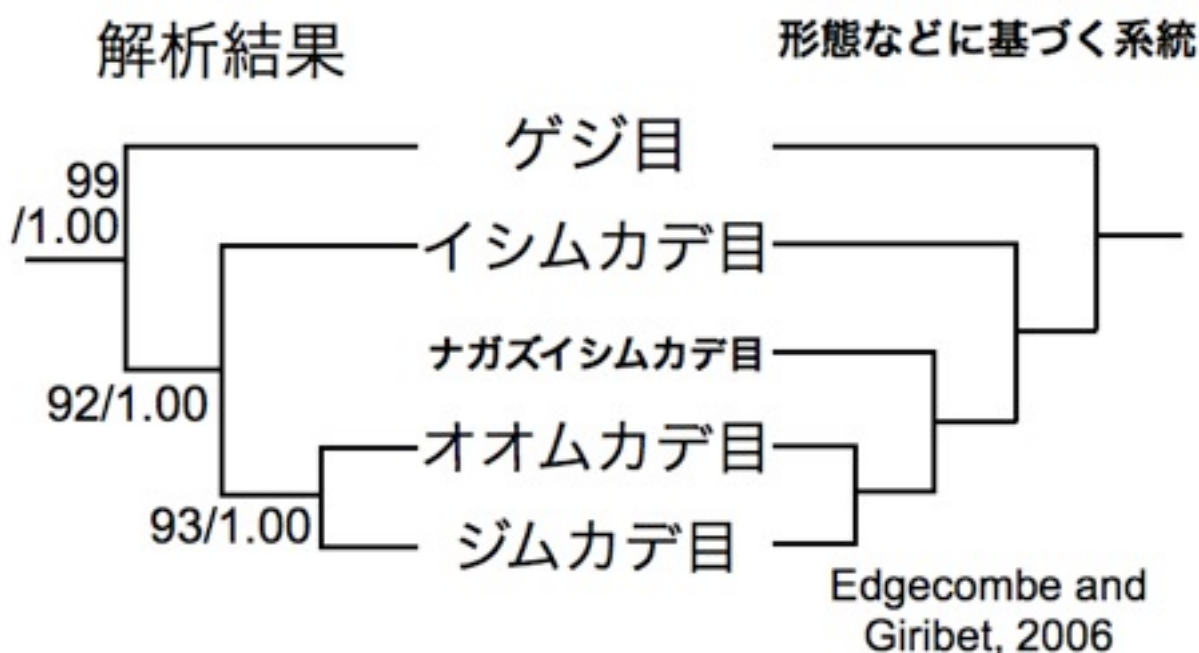 解析結果
形態などに基づく系統
ゲジ目
99
/1.00
イシムカデ目
ナガズイシムカデ目
92/1.00
オオムカデ目
93/1.00
ジムカデ目
Edgecombe and
Giribet, 2006